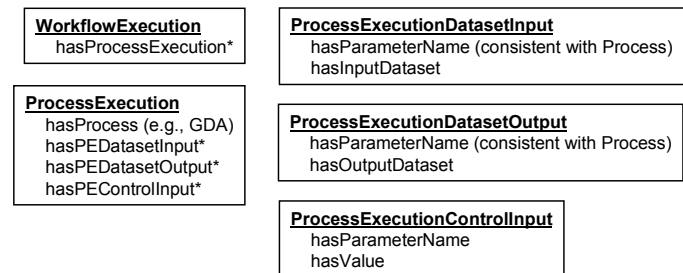 WorkflowExecution
hasProcessExecution*
ProcessExecution
hasProcess (e.g., GDA)
hasPEDatasetInput*
hasPEDatasetOutput*
hasPEControlInput*
ProcessExecutionDatasetInput
hasParameterName (consistent with Process)
hasInputDataset
ProcessExecutionDatasetOutput
hasParameterName (consistent with Process)
hasOutputDataset
ProcessExecutionControlInput
hasParameterName
hasValue